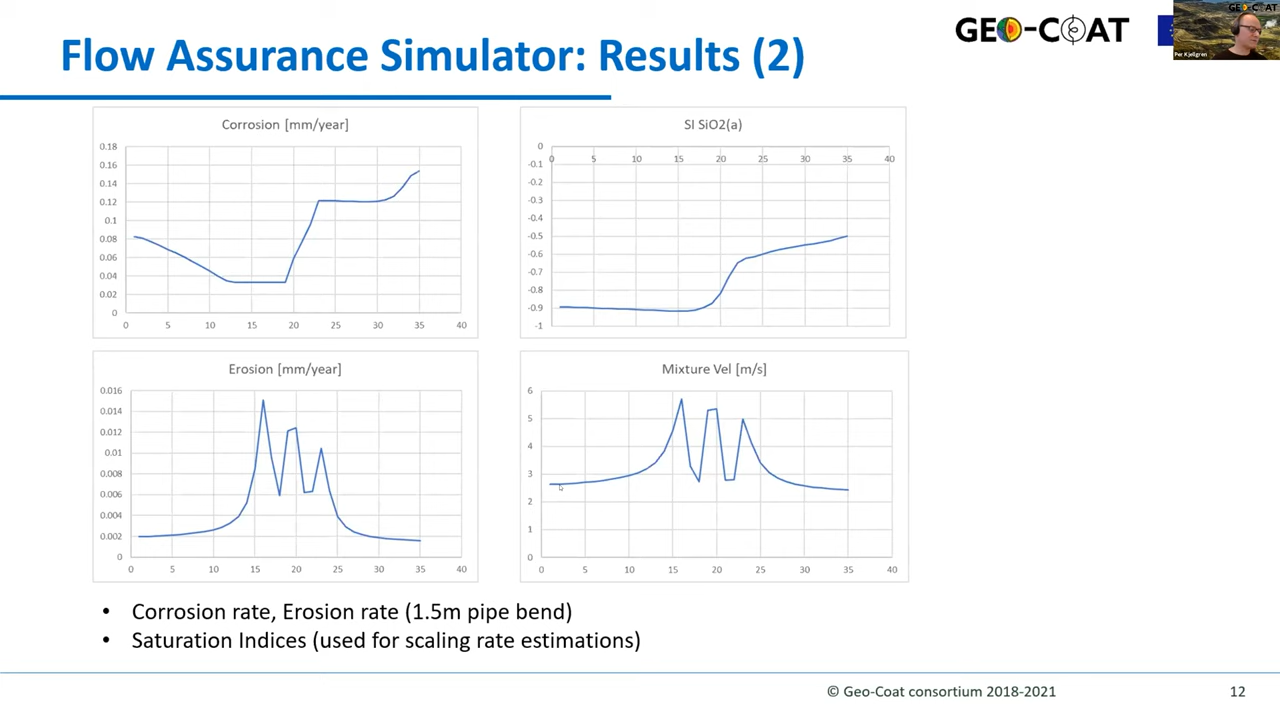 Flow Assurance Simulator: Results (2)
GEO-COAT
GEO-COAT
Per Kjellgren
Corrosion [mm/year]
0.18
0.16
0.14
0.12
0.1
0.08
0.06
0.04
0.02
0
0 5 10 15 20 25 30 35 40
SI SiO2(a)
0
-0.1
-0.2
-0.3
-0.4
-0.5
-0.6
-0.7
-0.8
-0.9
-1
0 5 10 15 20 25 30 35 40
Erosion [mm/year]
0.016
0.014
0.012
0.01
0.008
0.006
0.004
0.002
0
0 5 10 15 20 25 30 35 40
Mixture Vel [m/s]
6
5
4
3
2
1
0
0 5 10 15 20 25 30 35 40
• Corrosion rate, Erosion rate (1.5m pipe bend)
• Saturation Indices (used for scaling rate estimations)
© Geo-Coat consortium 2018-2021
12